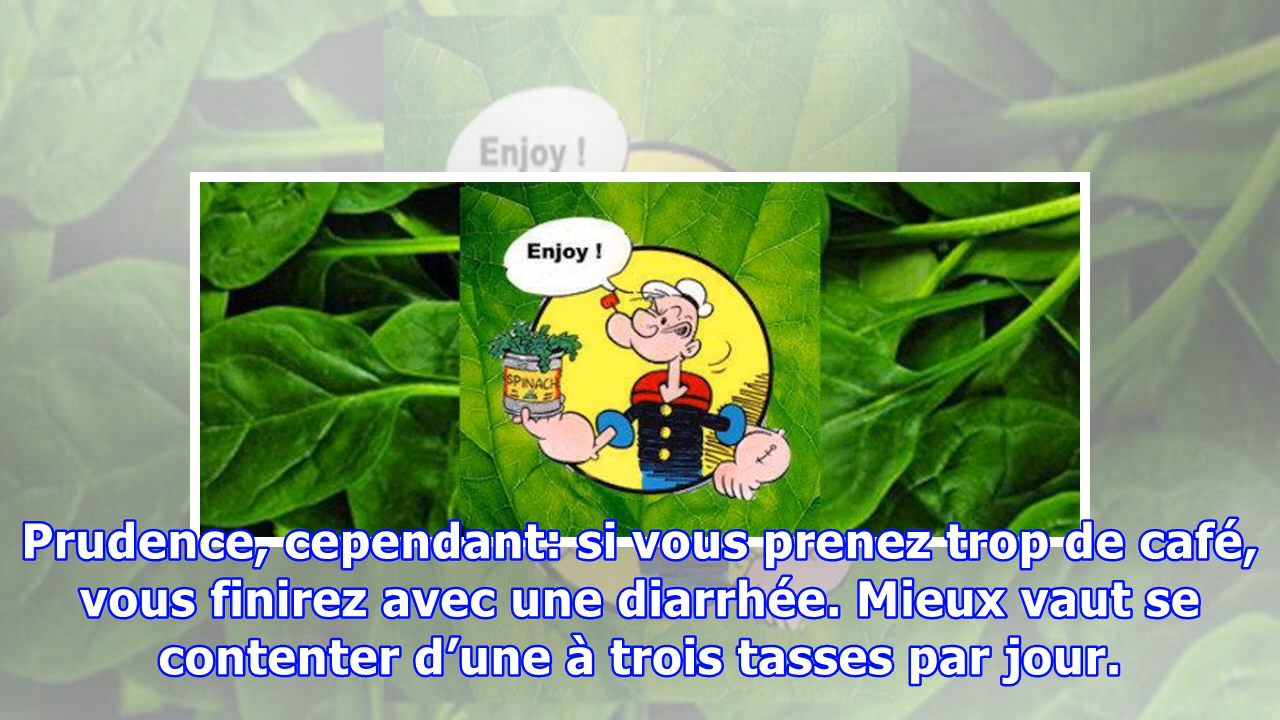 Enjoy !
Enjoy !
SPINACH
Prudence, cependant: si vous prenez trop de café,
vous finirez avec une diarrhée. Mieux vaut se
contenter d’une à trois tasses par jour.